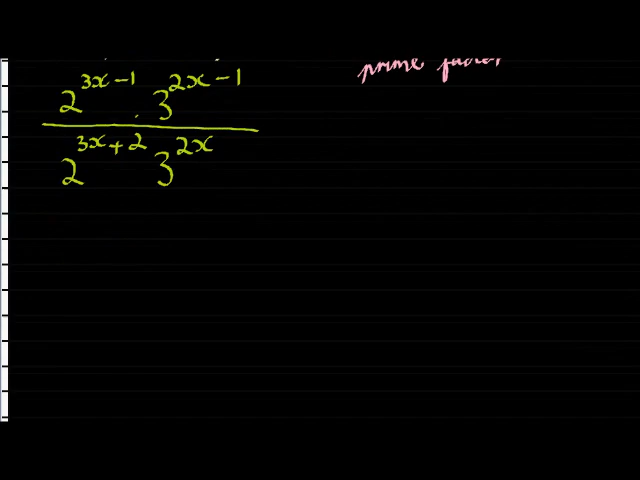 prime factor
2^{3x-1} · 3^{2x-1}
2^{3x+2} 3^{2x}